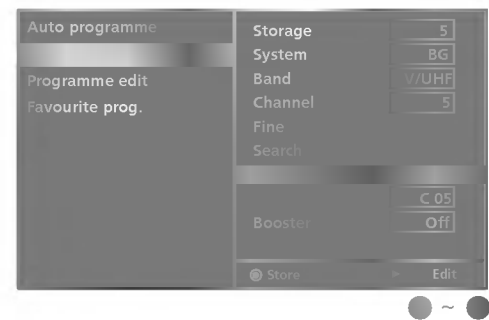 Auto programme
Programme edit
Favourite prog.
Storage 5
System BG
Band V/UHF
Channel 5
Fine
Search
C 05
Booster Off
Store ► Edit
~